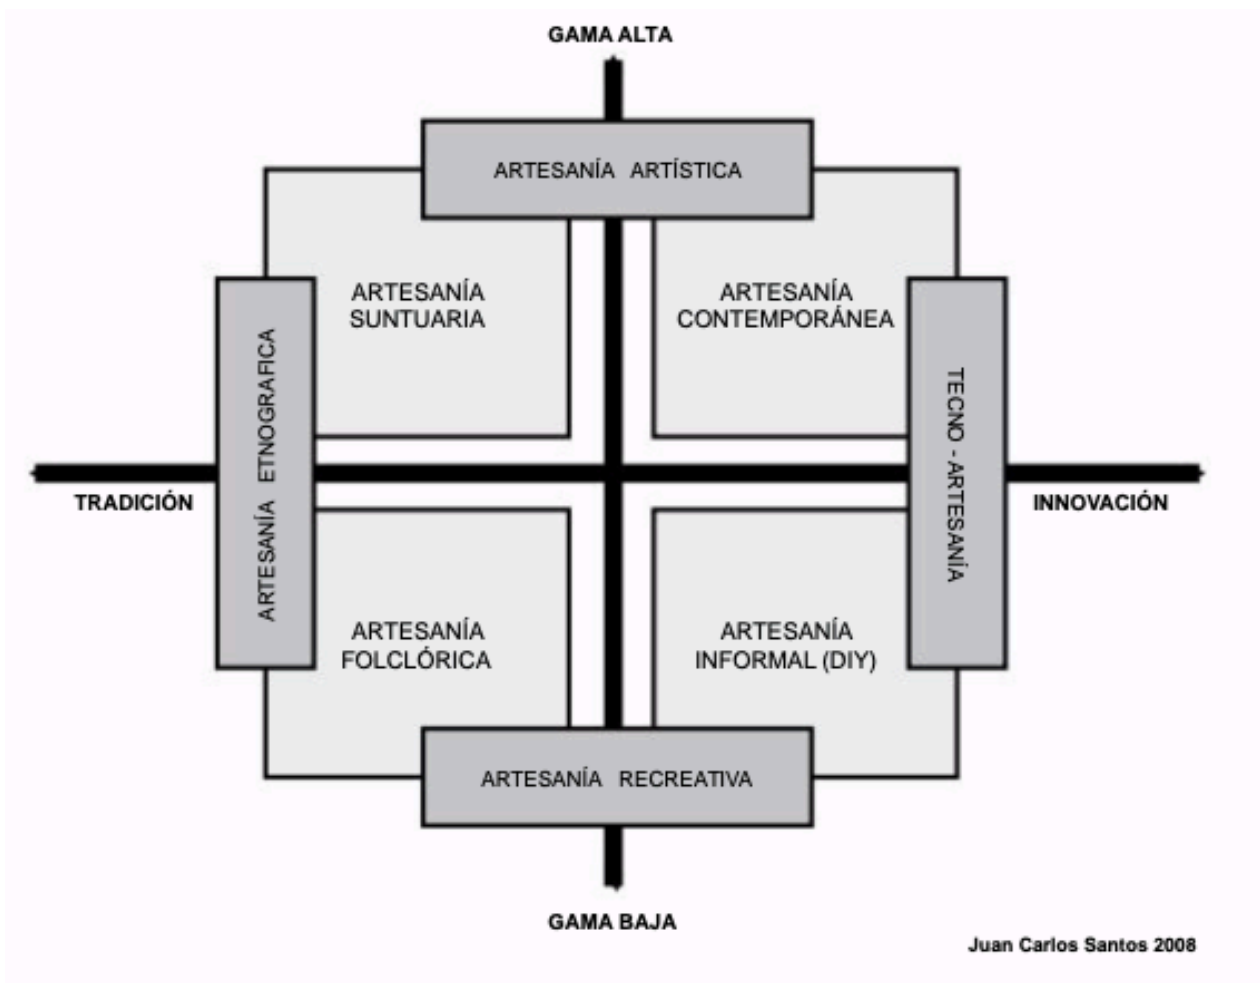 GAMA ALTA
ARTESANÍA ARTÍSTICA
ARTESANÍA
SUNTUARIA
ARTESANÍA
CONTEMPORÁNEA
ARTESANÍA ETNOGRAFICA
TECNO - ARTESANÍA
TRADICIÓN
INNOVACIÓN
ARTESANÍA
FOLCLÓRICA
ARTESANÍA
INFORMAL (DIY)
ARTESANÍA RECREATIVA
GAMA BAJA
Juan Carlos Santos 2008